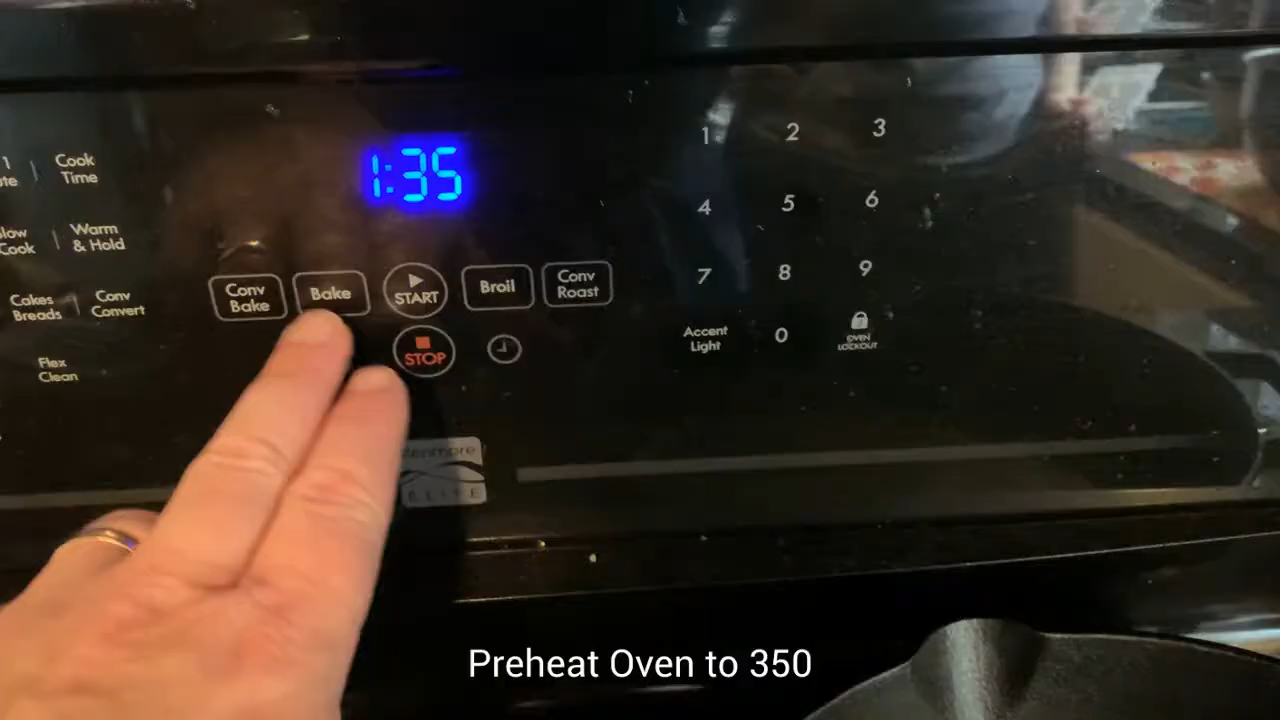 Cook
Time
Warm
& Hold
Cook
Cakes
Breads
Conv
Convert
Flex
Clean
1:35
Conv
Bake
Bake
START
Broil
Conv
Roast
STOP
1 2 3
4 5 6
7 8 9
Accent
Light
0
OVEN
LOCKOUT
ELITE
Preheat Oven to 350